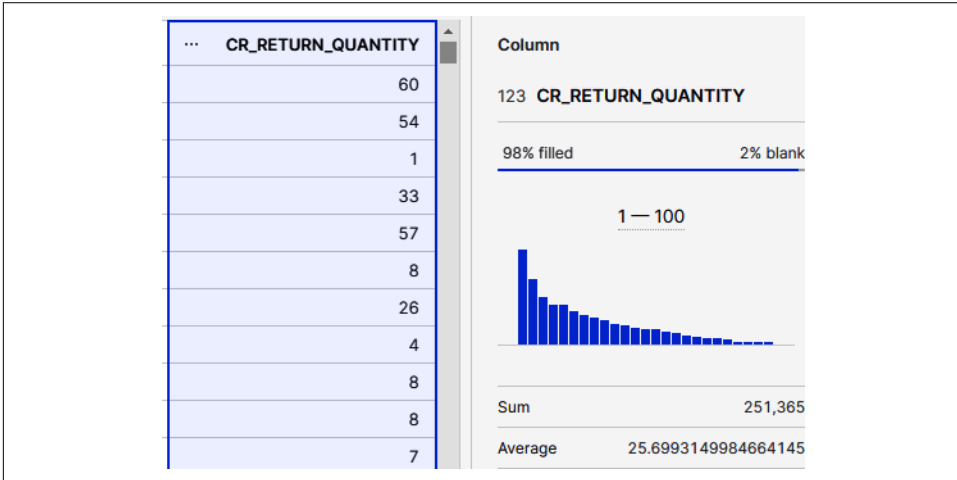 ... CR_RETURN_QUANTITY
60
54
1
33
57
8
26
4
8
8
7
Column
123 CR_RETURN_QUANTITY
98% filled 2% blank
1 — 100
Sum 251,365
Average 25.6993149984664145